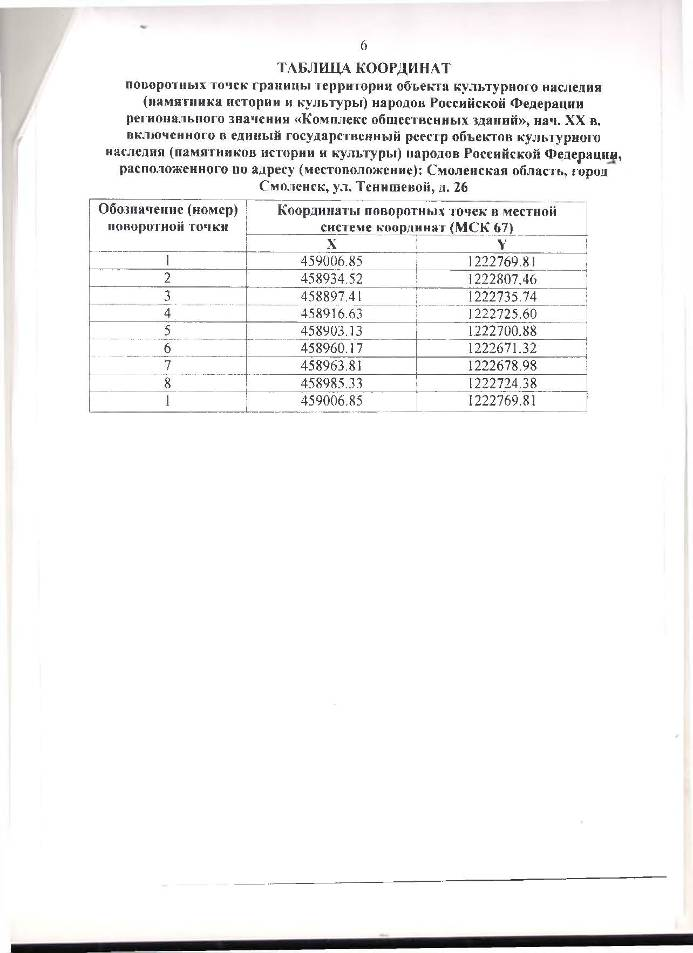 6
ТАБЛИЦА КООРДИНАТ
поворотных точек границы территории объекта культурного наследия
(памятника истории и культуры) народов Российской Федерации
регионального значения «Комплекс общественных зданий», нач. XX в.
включенного в единый государственный реестр объектов культурного
наследия (памятников истории и культуры) народов Российской Федерации,
расположенного по адресу (местоположение): Смоленская область, город
Смоленск, ул. Тенишевой, д. 26
Обозначение (номер) Координаты поворотных точек в местной
поворотной точки системе координат (МСК 67)
X Y
1 459006.85 1222769.81
2 458934.52 1222807.46
3 458897.41 1222735.74
4 458916.63 1222725.60
5 458903.13 1222700.88
6 458960.17 1222671.32
7 458963.81 1222678.98
8 458985.33 1222724.38
1 459006.85 1222769.81